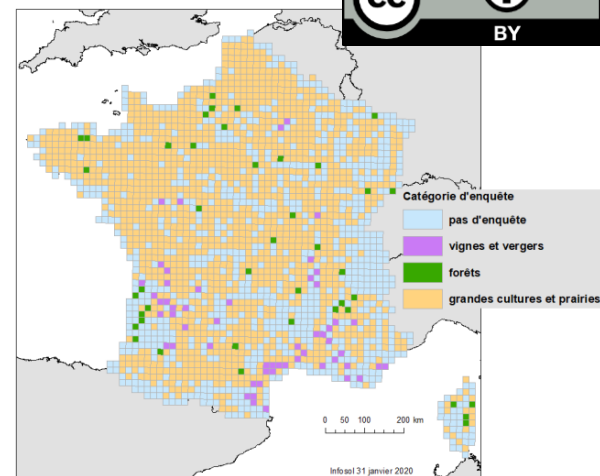 cc
BY
Catégorie d'enquête
pas d'enquête
vignes et vergers
forêts
grandes cultures et prairies
0 50 100 200 km
Infosol 31 janvier 2020